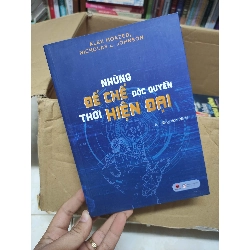 ALEX MOAZED,
NICHOLAS L. JOHNSON
NHỮNG
ĐẾ CHẾ ĐỘC QUYỀN
THỜI HIỆN ĐẠI